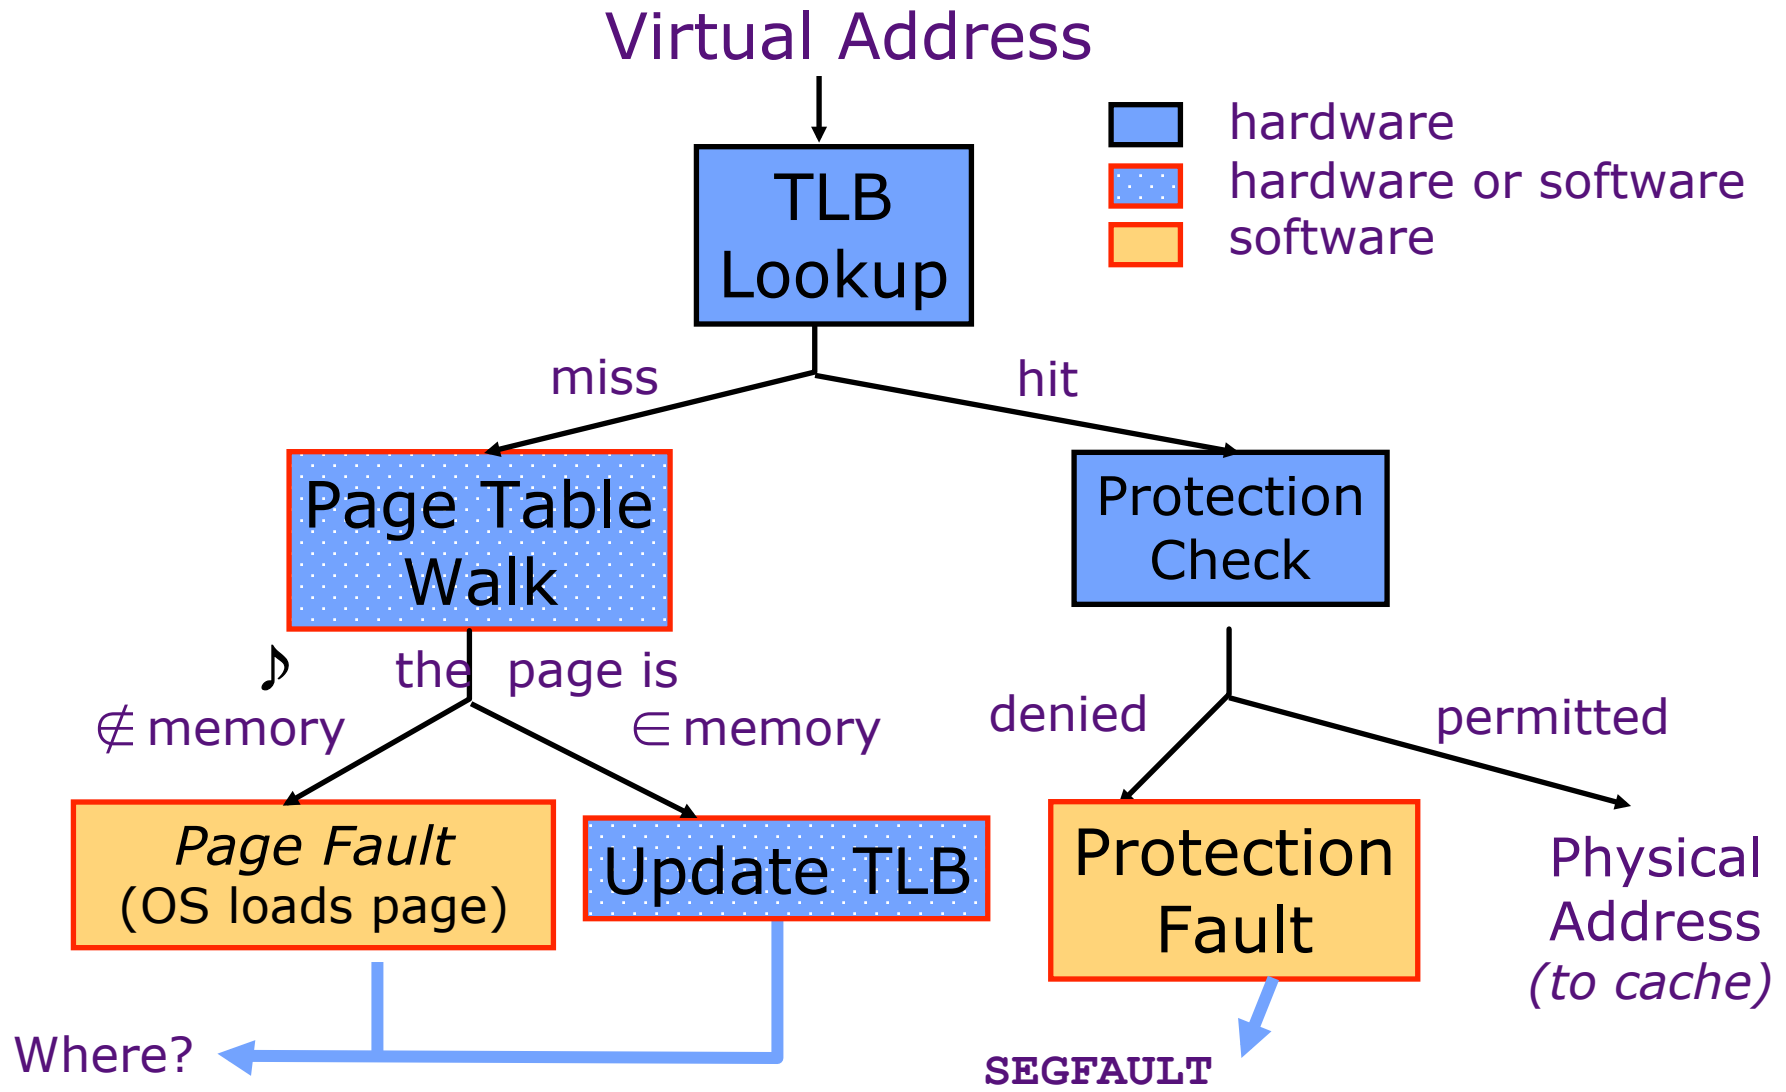 Virtual Address
hardware
hardware or software
software
TLB
Lookup
miss
hit
Page Table
Walk
Protection
Check
♪
the page is
∉ memory
∈ memory
denied
permitted
Page Fault
(OS loads page)
Update TLB
Protection
Fault
Physical
Address
(to cache)
Where?
SEGFAULT